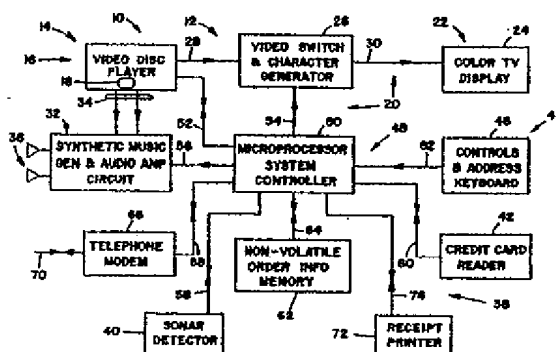 10
12
26
22
14
28
30
24
16
VIDEO DISC
PLAYER
18
VIDEO SWITCH
& CHARACTER
GENERATOR
COLOR TV
DISPLAY
34
20
32
52
54
50
48
46
4
SYNTHETIC MUSIC
GEN & AUDIO AMP
CIRCUIT
56
MICROPROCESSOR
SYSTEM
CONTROLLER
CONTROLS
& ADDRESS
KEYBOARD
36
66
42
TELEPHONE
MODEM
68
64
NON-VOLATILE
ORDER INFO
MEMORY
60
CREDIT CARD
READER
70
58
62
74
38
40
SONAR
DETECTOR
72
RECEIPT
PRINTER